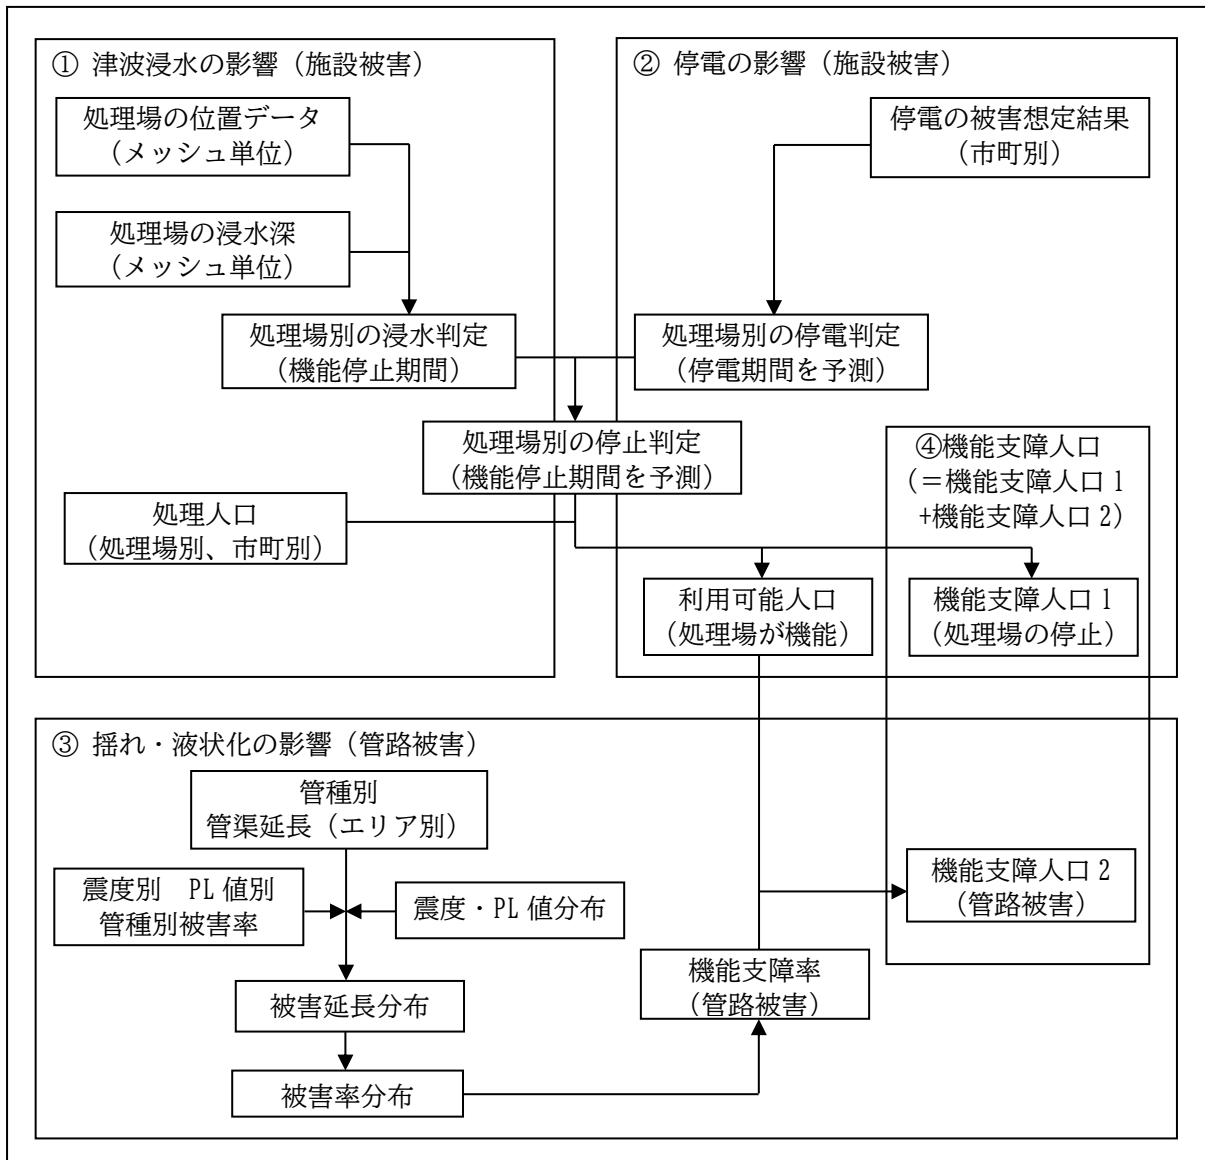 ① 津波浸水の影響（施設被害）
処理場の位置データ
（メッシュ単位）
処理場の浸水深
（メッシュ単位）
処理場別の浸水判定
（機能停止期間）
② 停電の影響（施設被害）
停電の被害想定結果
（市町別）
処理場別の停電判定
（停電期間を予測）
処理場別の停止判定
（機能停止期間を予測）
処理人口
（処理場別、市町別）
④機能支障人口
（＝機能支障人口1
+機能支障人口2）
利用可能人口
（処理場が機能）
機能支障人口1
（処理場の停止）
③ 揺れ・液状化の影響（管路被害）
管種別
管渠延長（エリア別）
震度別　PL値別
管種別被害率
震度・PL値分布
被害延長分布
被害率分布
機能支障率
（管路被害）
機能支障人口2
（管路被害）